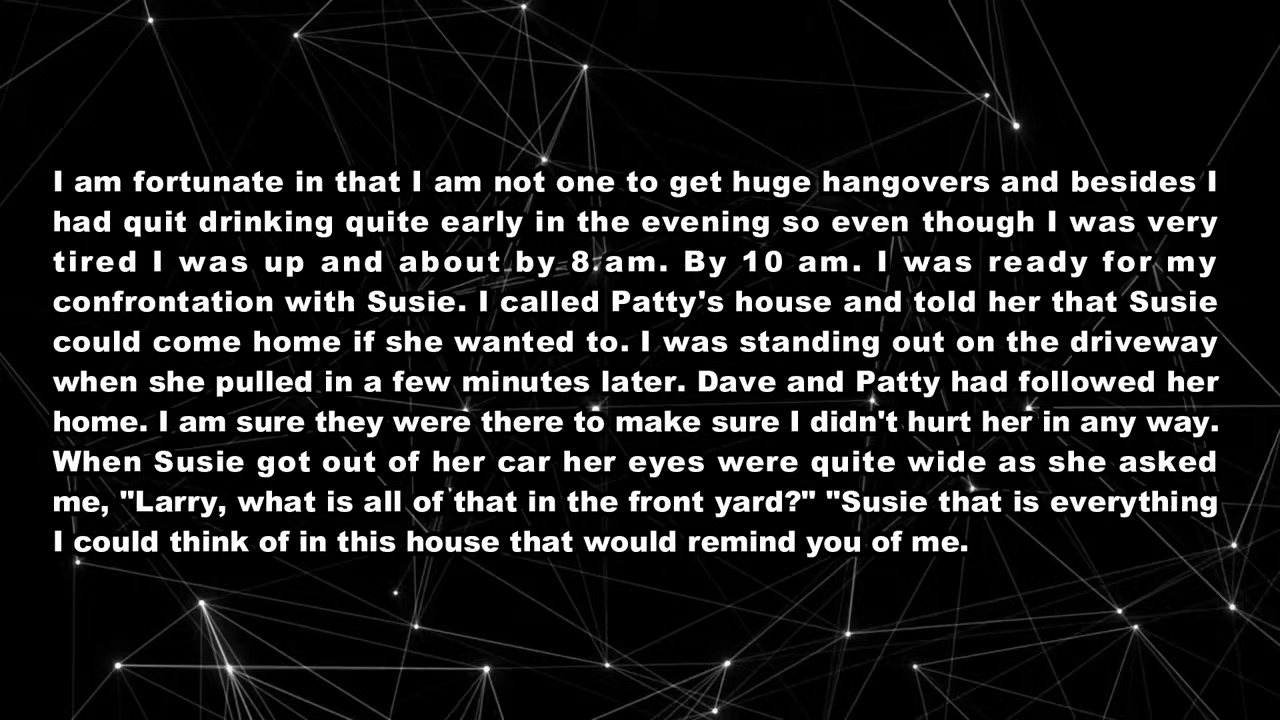 I am fortunate in that I am not one to get huge hangovers and besides I
had quit drinking quite early in the evening so even though I was very
tired I was up and about by 8 am. By 10 am. I was ready for my
confrontation with Susie. I called Patty's house and told her that Susie
could come home if she wanted to. I was standing out on the driveway
when she pulled in a few minutes later. Dave and Patty had followed her
home. I am sure they were there to make sure I didn't hurt her in any way.
When Susie got out of her car her eyes were quite wide as she asked
me, "Larry, what is all of that in the front yard?" "Susie that is everything
I could think of in this house that would remind you of me.